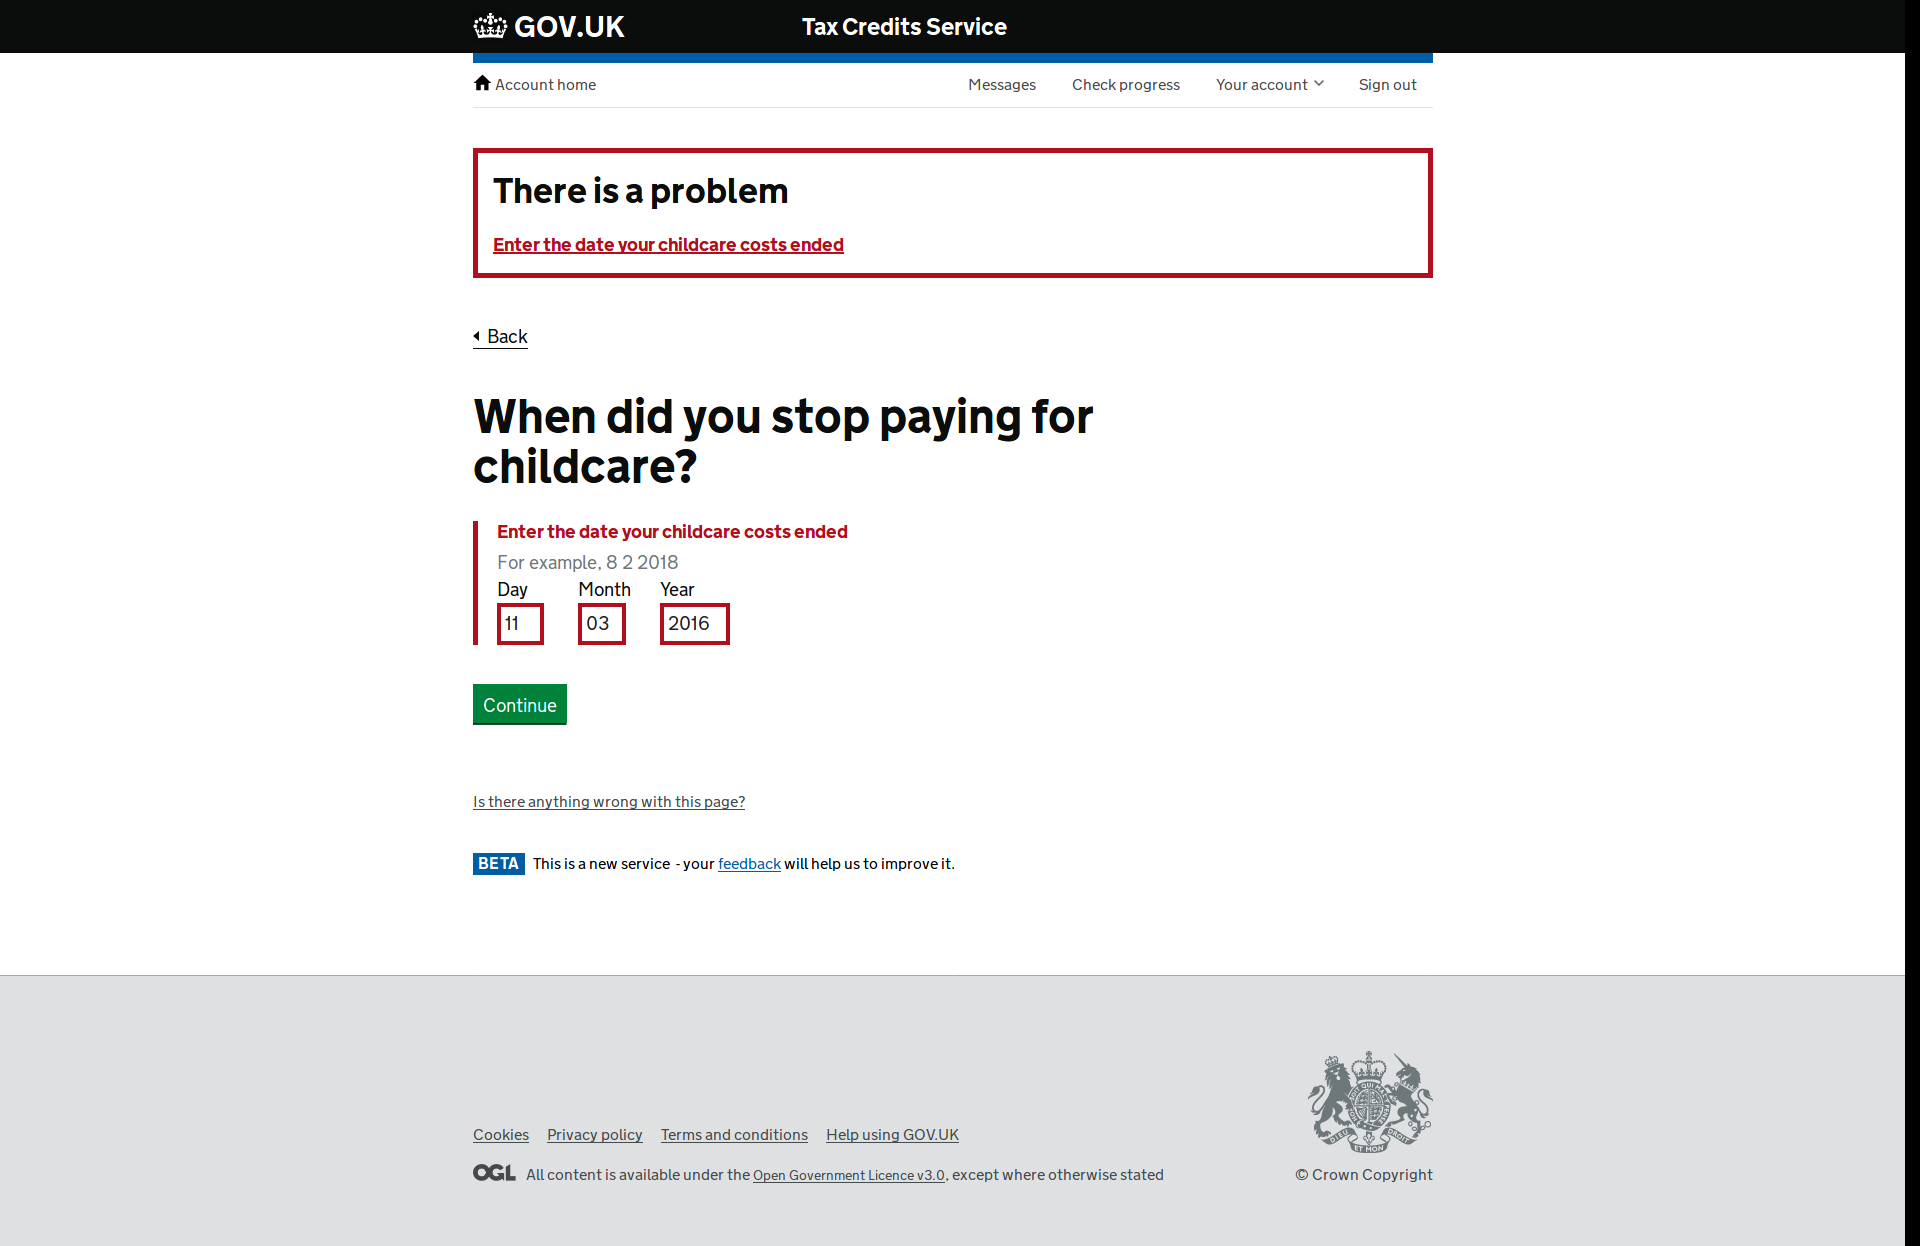 GOV.UK
Tax Credits Service
Account home
Messages
Check progress
Your account
Sign out
There is a problem
Enter the date your childcare costs ended
Back
When did you stop paying for
childcare?
Enter the date your childcare costs ended
For example, 8 2 2018
Day Month Year
11 03 2016
Continue
Is there anything wrong with this page?
BETA This is a new service - your feedback will help us to improve it.
Cookies Privacy policy Terms and conditions Help using GOV.UK
OGL All content is available under the Open Government Licence v3.0, except where otherwise stated
DIEU ET MON DROIT
© Crown Copyright